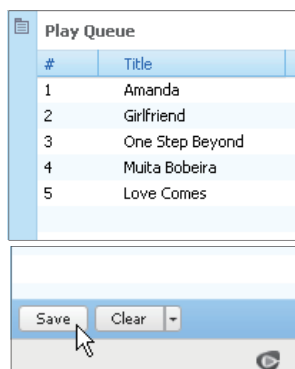 Play Queue
# Title
1 Amanda
2 Girlfriend
3 One Step Beyond
4 Muita Bobeira
5 Love Comes
Save Clear